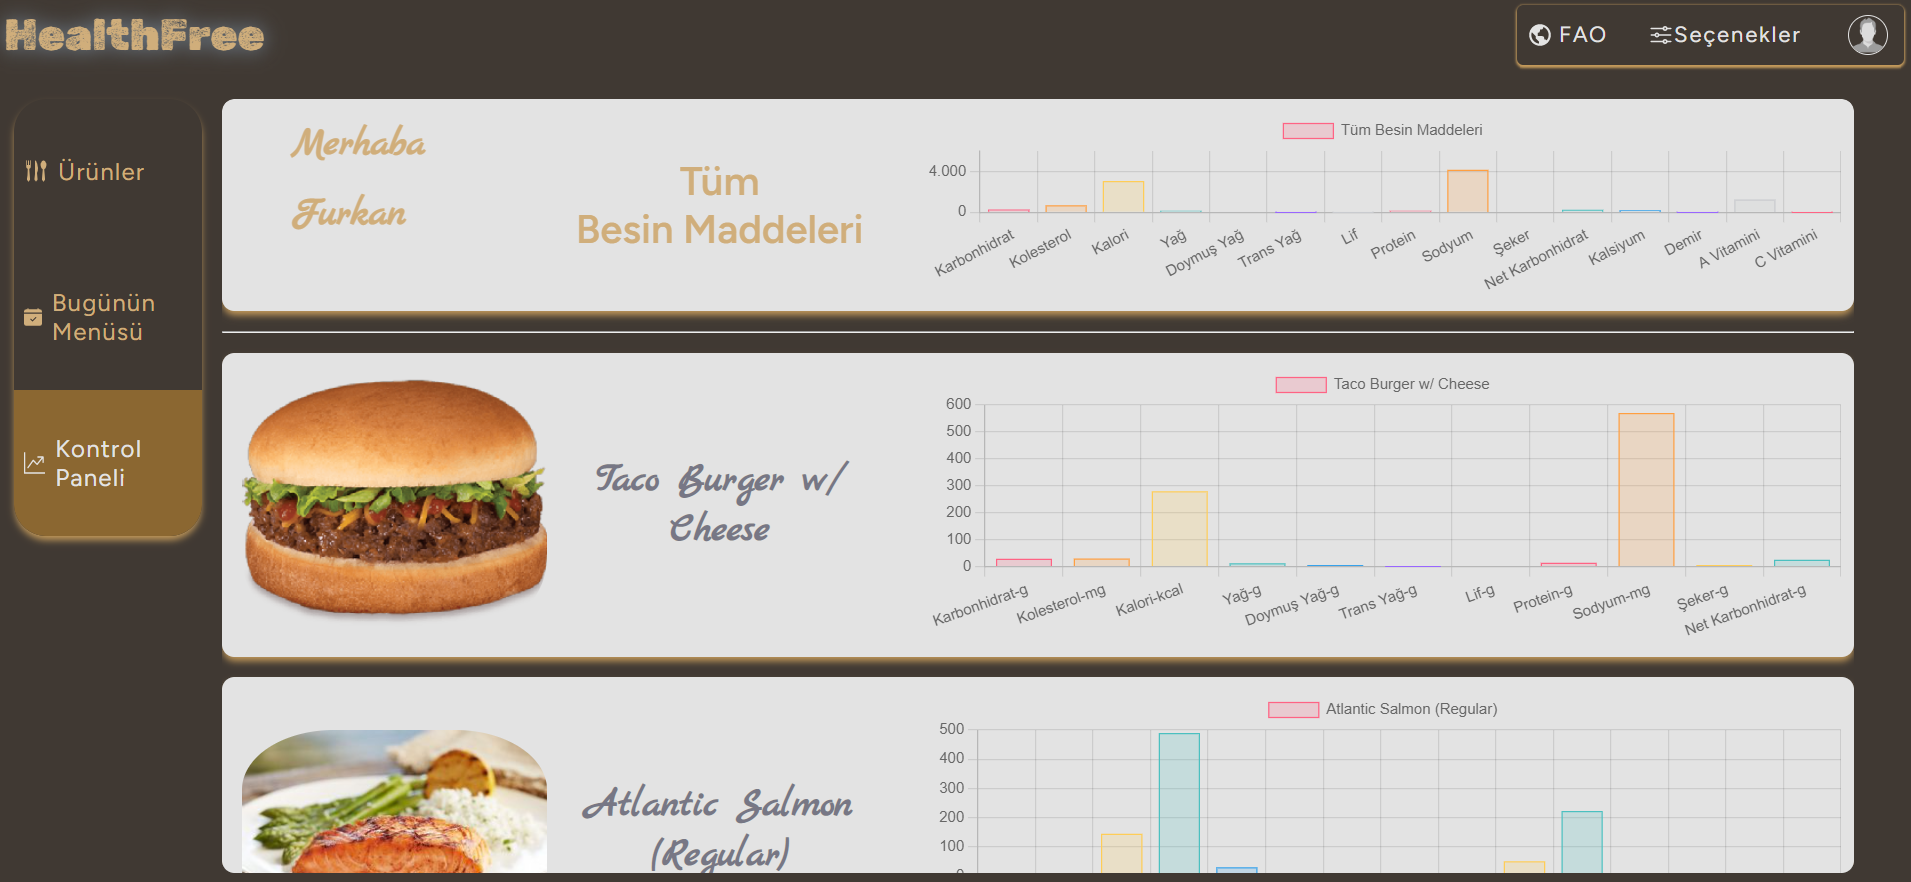 HealthFree
FAO
Seçenekler
Ürünler
Bugünün
Menüsü
Kontrol
Paneli
Merhaba
Furkan
Tüm
Besin Maddeleri
Tüm Besin Maddeleri
4.000
0
Karbonhidrat
Kolesterol
Kalori
Yağ
Doymuş Yağ
Trans Yağ
Lif
Protein
Sodyum
Şeker
Net Karbonhidrat
Kalsiyum
Demir
A Vitamini
C Vitamini
Taco Burger w/
Cheese
Taco Burger w/ Cheese
600
500
400
300
200
100
0
Karbonhidrat-g
Kolesterol-mg
Kalori-kcal
Yağ-g
Doymuş Yağ-g
Trans Yağ-g
Lif-g
Protein-g
Sodyum-mg
Şeker-g
Net Karbonhidrat-g
Atlantic Salmon
(Regular)
Atlantic Salmon (Regular)
500
400
300
200
100